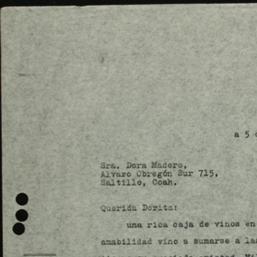 a 5
Sra. Dora Madero,
Alvaro Obregón Sur 715,
Saltillo, Coah.
Querida Dorita:
una rica caja de vinos en
amabilidad vino a sumarse a la